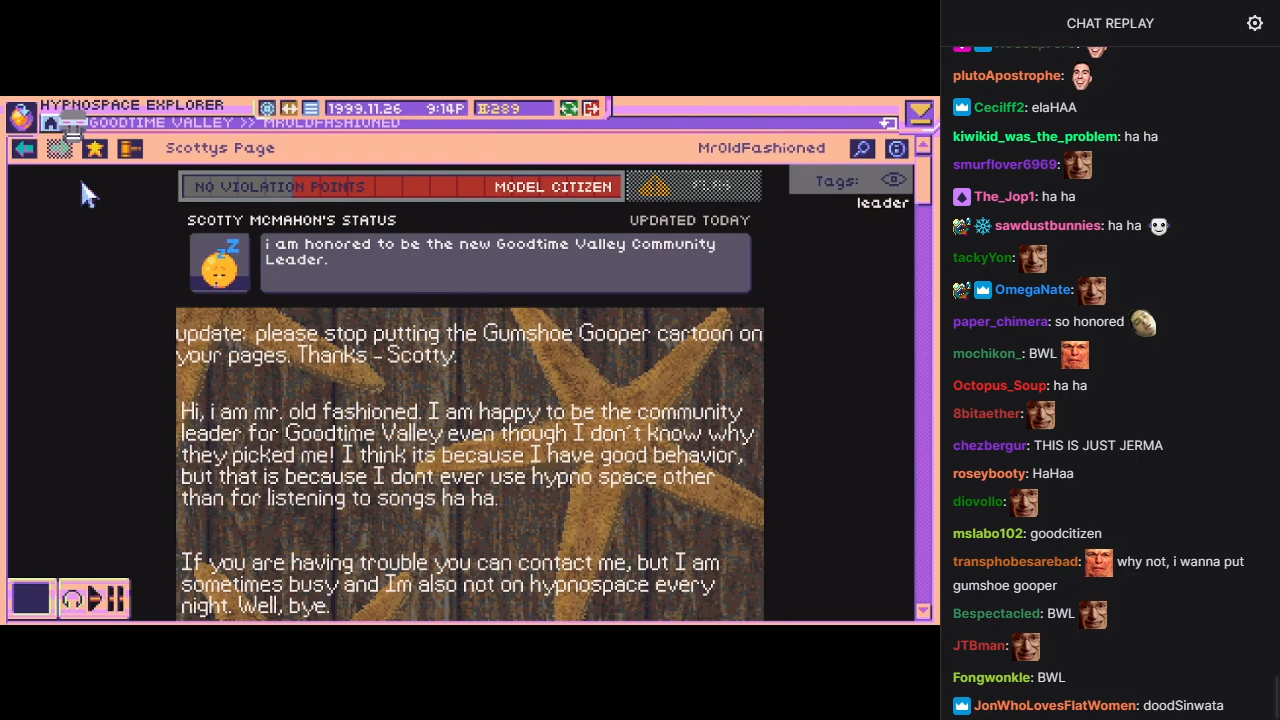 HYPNOSPACE EXPLORER
1999.11.26 9:14P 289
GOODTIME VALLEY >> MROLDFASHIONED
Scottys Page
MrOldFashioned
NO VIOLATION POINTS
MODEL CITIZEN
FLAG
Tags:
leader
SCOTTY MCMAHON'S STATUS
UPDATED TODAY
i am honored to be the new Goodtime Valley Community
Leader.
update: please stop putting the Gumshoe Gooper cartoon on
your pages. Thanks - Scotty.
Hi, i am mr. old fashioned. I am happy to be the community
leader for Goodtime Valley even though I don't know why
they picked me! I think its because I have good behavior,
but that is because I dont ever use hypno space other
than for listening to songs ha ha.
If you are having trouble you can contact me, but I am
sometimes busy and Im also not on hypnospace every
night. Well, bye.
CHAT REPLAY
plutoApostrophe:
Cecilff2: elaHAA
kiwikid_was_the_problem: ha ha
smurflover6969:
The_Jop1: ha ha
sawdustbunnies: ha ha
tackyYon:
OmegaNate:
paper_chimera: so honored
mochikon_: BWL
Octopus_Soup: ha ha
8bitaether:
chezbergur: THIS IS JUST JERMA
roseybooty: HaHaa
diovollo:
mslabo102: goodcitizen
transphobesarebad: why not, i wanna put
gumshoe gooper
Bespectacled: BWL
JTBman:
Fongwonkle: BWL
JonWhoLovesFlatWomen: doodSinwata